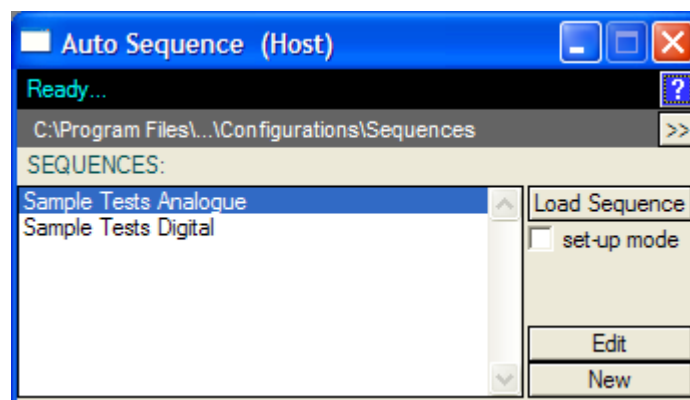 Auto Sequence (Host)
Ready...
?
C:\Program Files\...\Configurations\Sequences
>>
SEQUENCES:
Sample Tests Analogue
Sample Tests Digital
Load Sequence
set-up mode
Edit
New